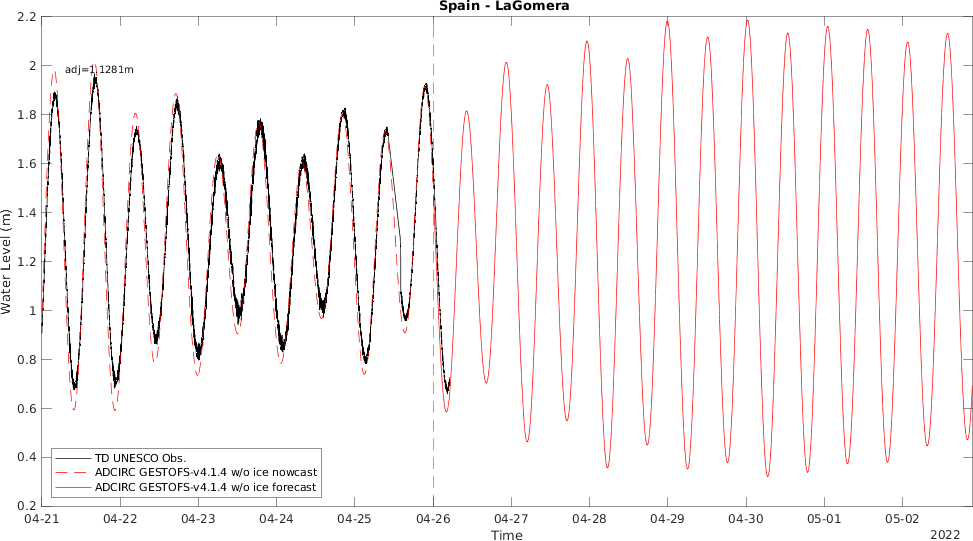 Spain - LaGomera
2.2
2
1.8
1.6
1.4
1.2
1
0.8
0.6
0.4
0.2
Water Level (m)
adj=1.1281m
TD UNESCO Obs.
ADCIRC GESTOFS-v4.1.4 w/o ice nowcast
ADCIRC GESTOFS-v4.1.4 w/o ice forecast
04-21 04-22 04-23 04-24 04-25 04-26 04-27 04-28 04-29 04-30 05-01 05-02
Time
2022